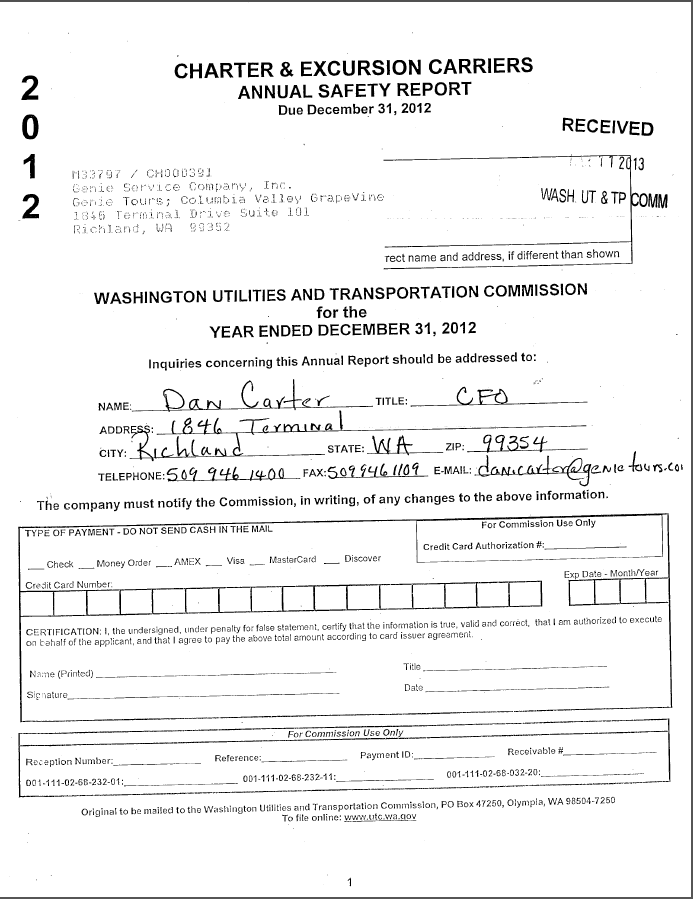 CHARTER & EXCURSION CARRIERS
ANNUAL SAFETY REPORT
Due December 31, 2012
2
0
1
2
RECEIVED
11 2013
WASH. UT & TP COMM
M33797 / CH000391
Genie Service Company, Inc.
Genie Tours; Columbia Valley GrapeVine
1846 Terminal Drive Suite 101
Richland, WA 99352
rect name and address, if different than shown
WASHINGTON UTILITIES AND TRANSPORTATION COMMISSION
for the
YEAR ENDED DECEMBER 31, 2012
Inquiries concerning this Annual Report should be addressed to:
NAME: Dan Carter TITLE: CFO
ADDRESS: 1846 Terminal
CITY: Richland STATE: WA ZIP: 99354
TELEPHONE: 509 946 1400 FAX: 509 946 1109 E-MAIL: dan.carter@genietours.co
The company must notify the Commission, in writing, of any changes to the above information.
TYPE OF PAYMENT - DO NOT SEND CASH IN THE MAIL
For Commission Use Only
Credit Card Authorization #:
___ Check ___ Money Order ___ AMEX ___ Visa ___ MasterCard ___ Discover
Credit Card Number: Exp Date - Month/Year
CERTIFICATION: I, the undersigned, under penalty for false statement, certify that the information is true, valid and correct, that I am authorized to execute
on behalf of the applicant, and that I agree to pay the above total amount according to card issuer agreement.
Name (Printed) Title
Signature Date
For Commission Use Only
Reception Number: Reference: Payment ID: Receivable #
001-111-02-68-232-01: 001-111-02-68-232-11: 001-111-02-68-032-20:
Original to be mailed to the Washington Utilities and Transportation Commission, PO Box 47250, Olympia, WA 98504-7250
To file online: www.utc.wa.gov
1